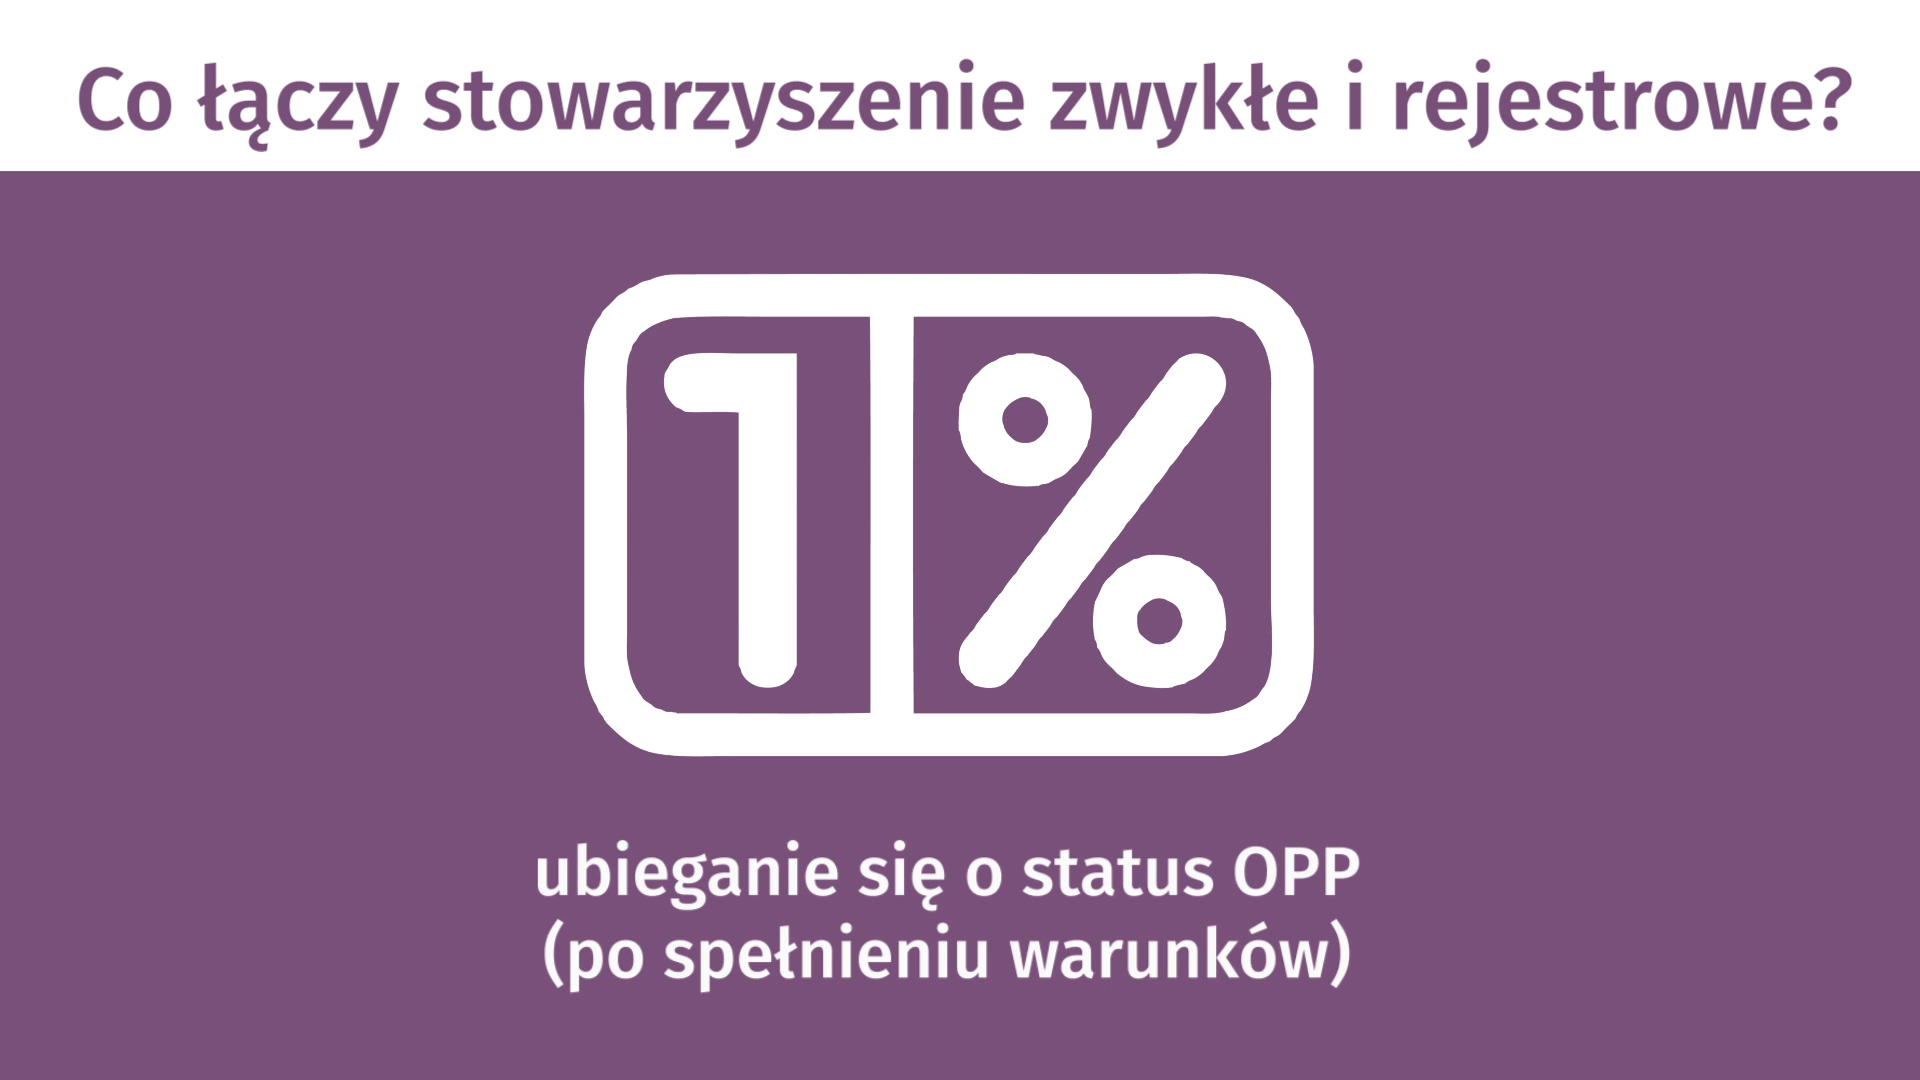 Co łączy stowarzyszenie zwykłe i rejestrowe?
1%
ubieganie się o status OPP
(po spełnieniu warunków)